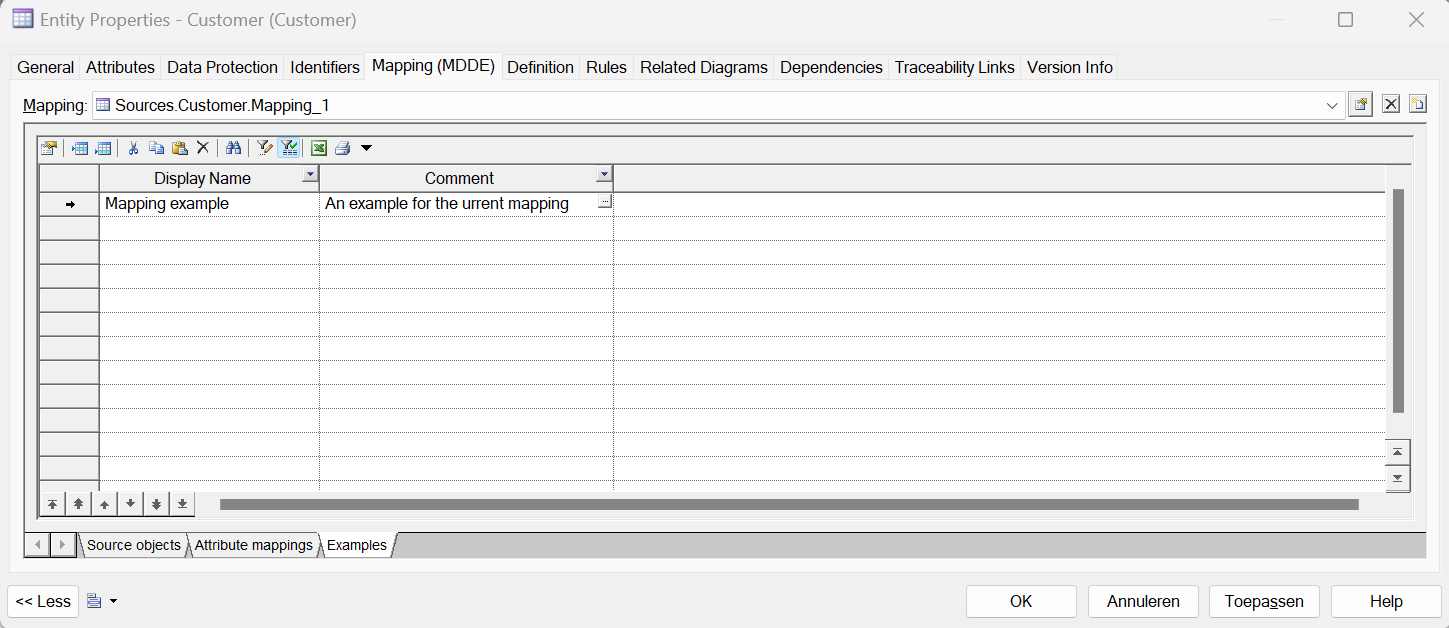 Entity Properties - Customer (Customer)
General Attributes Data Protection Identifiers Mapping (MDDE) Definition Rules Related Diagrams Dependencies Traceability Links Version Info
Mapping: Sources.Customer.Mapping_1
Display Name Comment
Mapping example An example for the urrent mapping ...
Source objects Attribute mappings Examples
<< Less OK Annuleren Toepassen Help